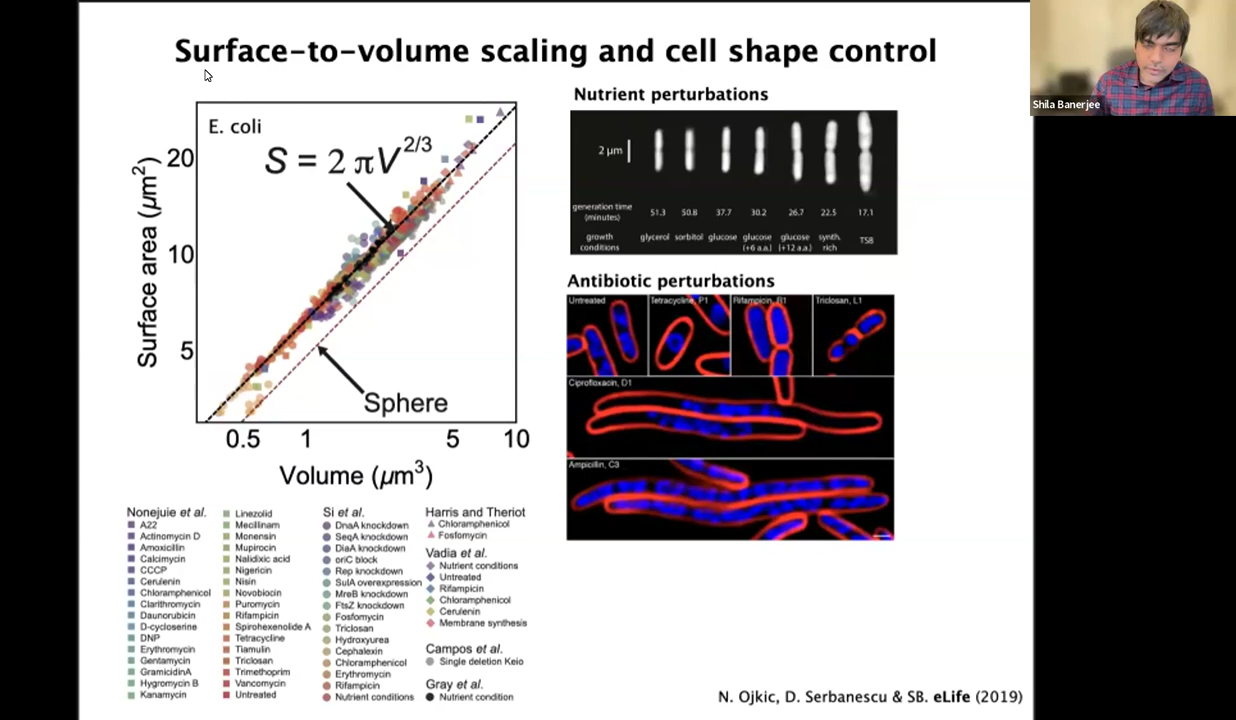 Surface-to-volume scaling and cell shape control
Shila Banerjee
E. coli
S = 2 πV^2/3
Surface area (μm²)
20
10
5
Sphere
0.5 1 5 10
Volume (μm³)
Nutrient perturbations
2 μm
generation time (minutes)
51.3 50.8 37.7 30.2 26.7 22.5 17.1
growth conditions
glycerol sorbitol glucose glucose (+6 a.a.) glucose (+12 a.a.) synth. rich TSB
Antibiotic perturbations
Untreated
Tetracycline, P1
Rifampicin, B1
Triclosan, L1
Ciprofloxacin, D1
Ampicillin, C3
Nonejuie et al.
A22
Actinomycin D
Amoxicillin
Calcimycin
CCCP
Cerulenin
Chloramphenicol
Clarithromycin
Daunorubicin
D-cycloserine
DNP
Erythromycin
Gentamycin
GramicidinA
Hygromycin B
Kanamycin
Linezolid
Mecillinam
Monensin
Mupirocin
Nalidixic acid
Nigericin
Nisin
Novobiocin
Puromycin
Rifampicin
Spirohexenolide A
Tetracycline
Tiamulin
Triclosan
Trimethoprim
Vancomycin
Untreated
Si et al.
DnaA knockdown
SeqA knockdown
DiaA knockdown
oriC block
Rep knockdown
SulA overexpression
MreB knockdown
FtsZ knockdown
Fosfomycin
Triclosan
Hydroxyurea
Cephalexin
Chloramphenicol
Erythromycin
Rifampicin
Nutrient conditions
Harris and Theriot
Chloramphenicol
Fosfomycin
Vadia et al.
Nutrient conditions
Untreated
Rifampicin
Chloramphenicol
Cerulenin
Membrane synthesis
Campos et al.
Single deletion Keio
Gray et al.
Nutrient condition
N. Ojkic, D. Serbanescu & SB. eLife (2019)